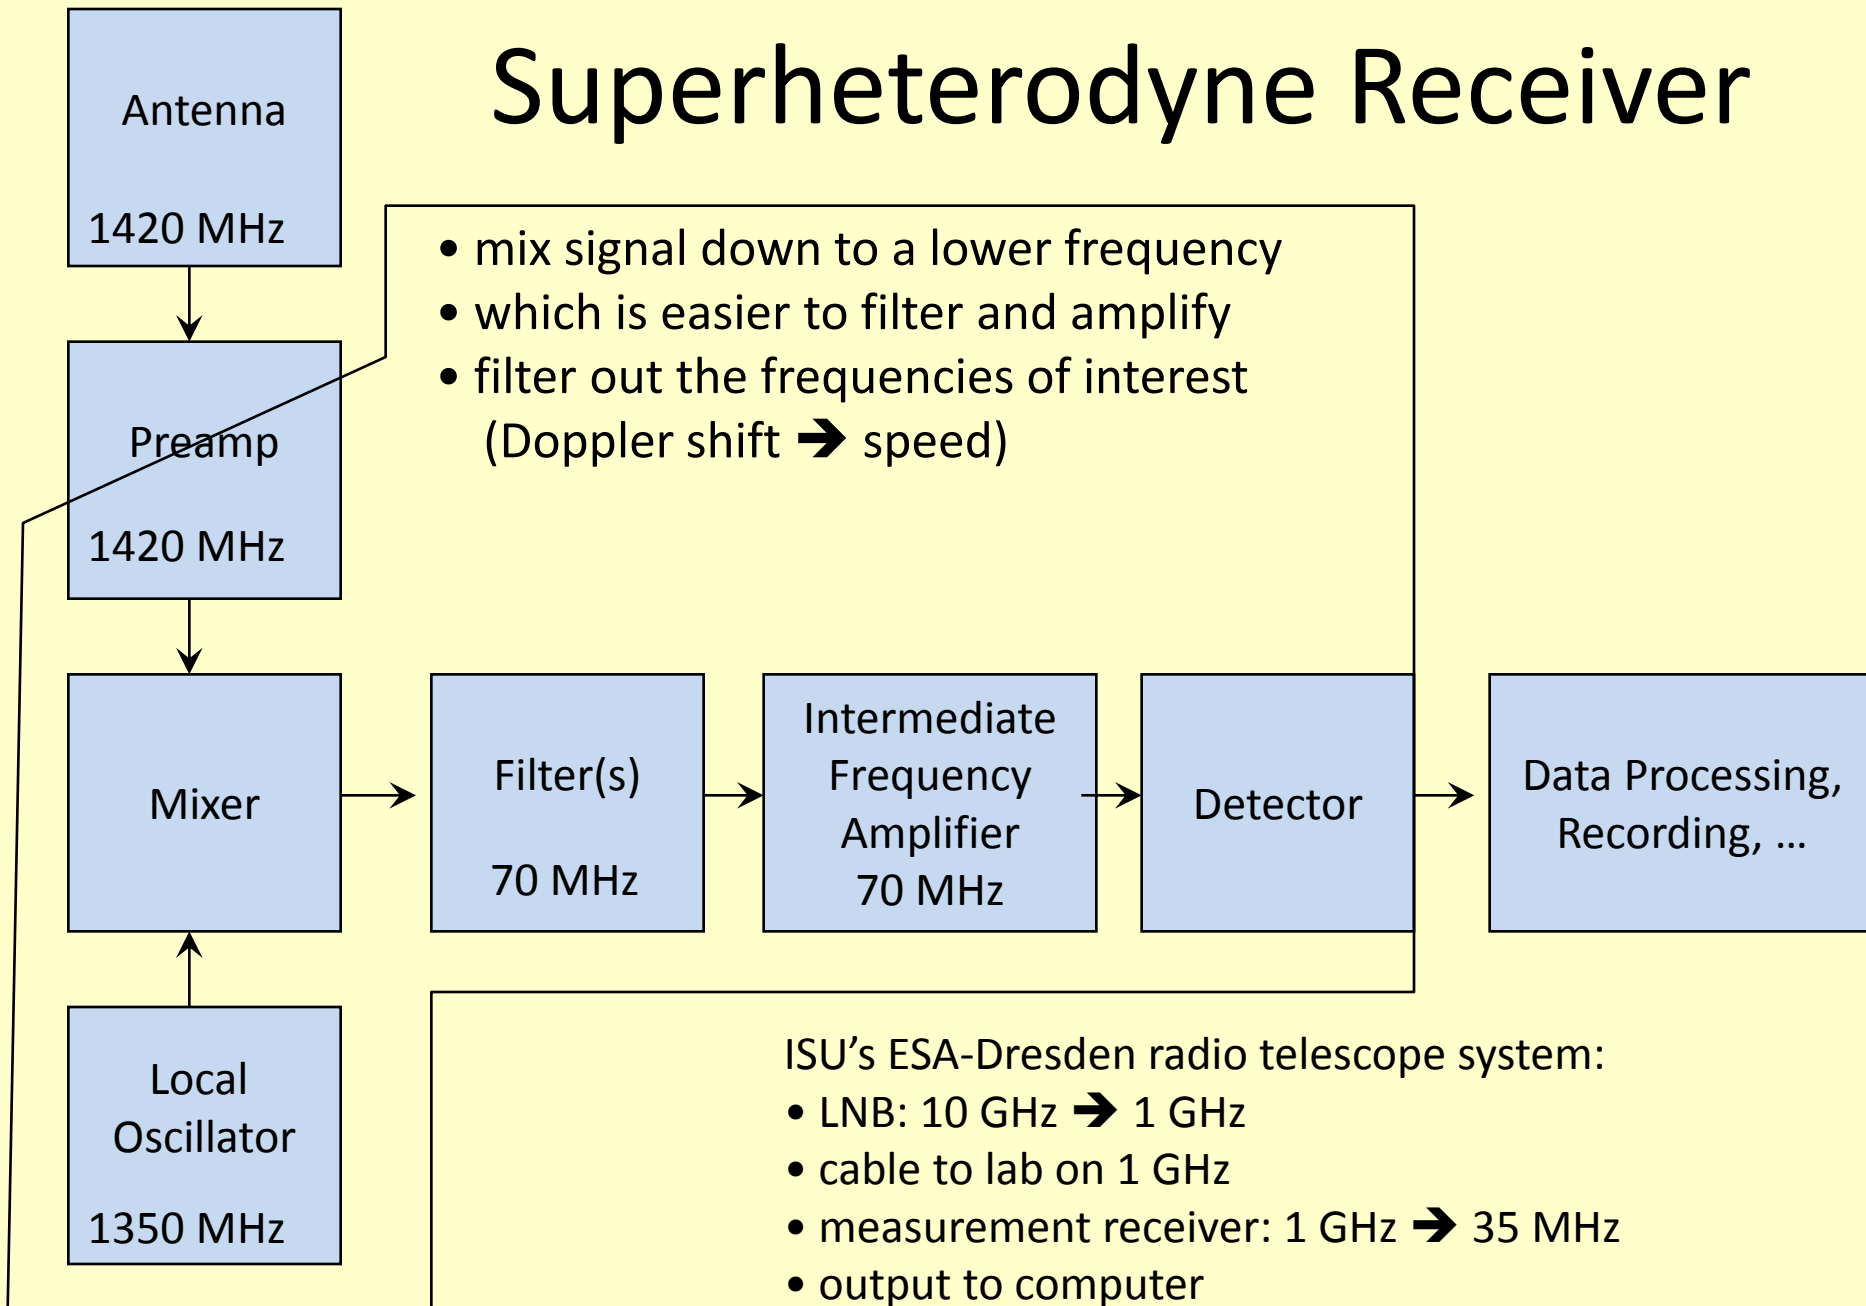 Superheterodyne Receiver
Antenna
1420 MHz
• mix signal down to a lower frequency
• which is easier to filter and amplify
• filter out the frequencies of interest
(Doppler shift ➔ speed)
Preamp
1420 MHz
Mixer
Filter(s)
70 MHz
Intermediate
Frequency
Amplifier
70 MHz
Detector
Data Processing,
Recording, …
Local
Oscillator
1350 MHz
ISU’s ESA-Dresden radio telescope system:
• LNB: 10 GHz ➔ 1 GHz
• cable to lab on 1 GHz
• measurement receiver: 1 GHz ➔ 35 MHz
• output to computer